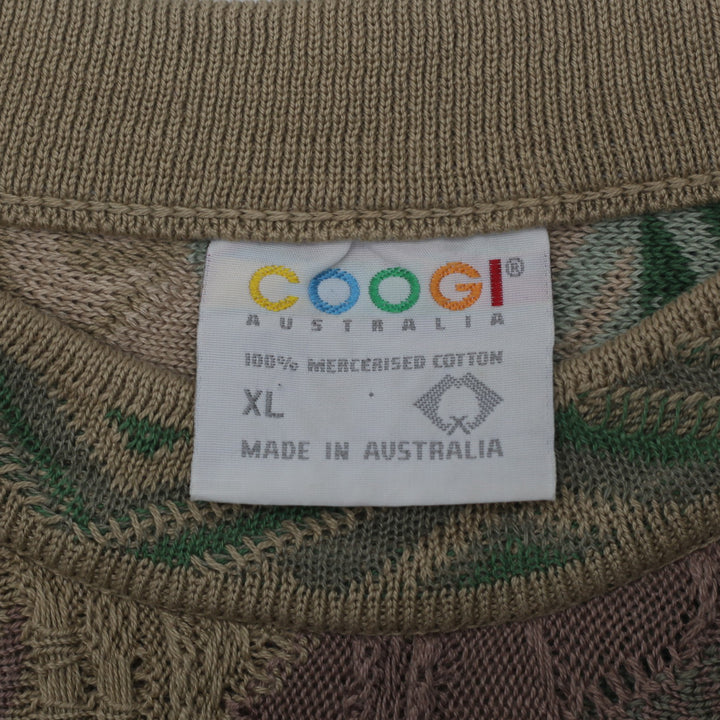 COOGI®
AUSTRALIA
100% MERCERISED COTTON
XL
MADE IN AUSTRALIA